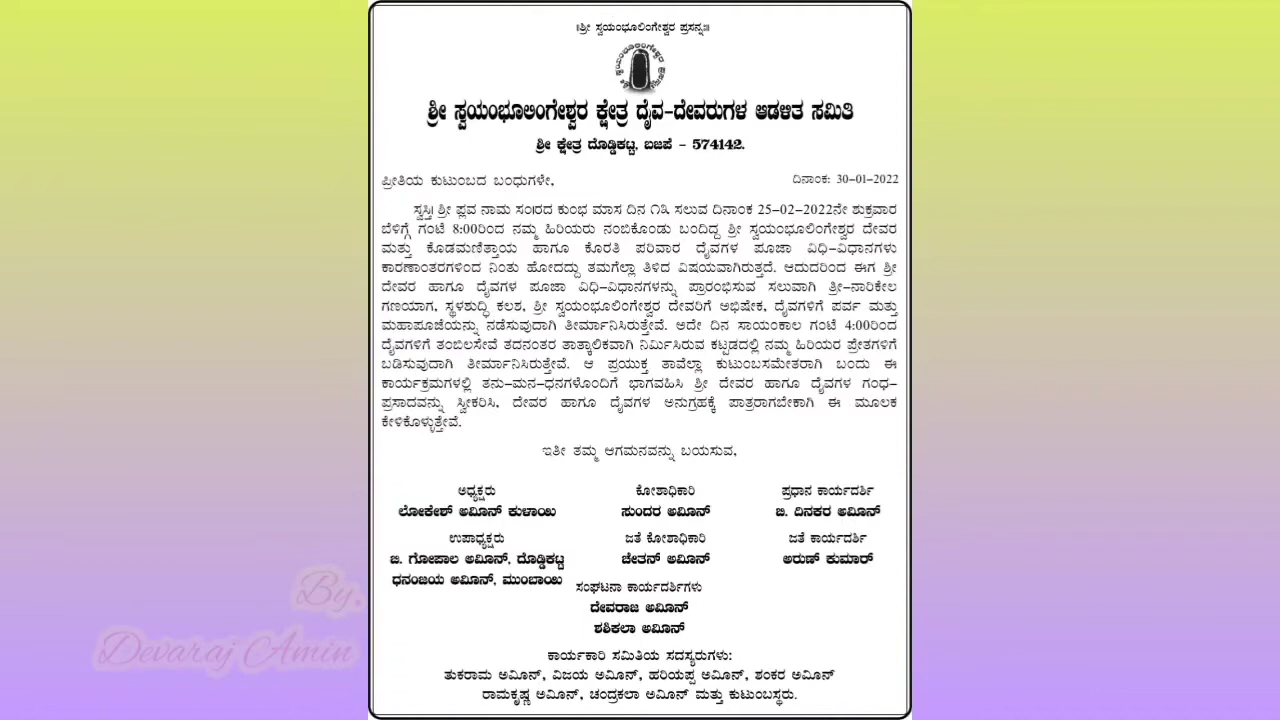 ॥ಶ್ರೀ ಸ್ವಯಂಭೂಲಿಂಗೇಶ್ವರ ಪ್ರಸನ್ನಃ॥
ಶ್ರೀ ಸ್ವಯಂಭೂಲಿಂಗೇಶ್ವರ ಕ್ಷೇತ್ರ ದೈವ-ದೇವರುಗಳ ಆಡಳಿತ ಸಮಿತಿ
ಶ್ರೀ ಕ್ಷೇತ್ರ ದೊಡ್ಡಿಕಟ್ಟ, ಬಜಪೆ - 574142.
ಪ್ರೀತಿಯ ಕುಟುಂಬದ ಬಂಧುಗಳೇ, ದಿನಾಂಕ: 30-01-2022
ಸ್ವಸ್ತಿ। ಶ್ರೀ ಪ್ಲವ ನಾಮ ಸಂ।ರದ ಕುಂಭ ಮಾಸ ದಿನ ೧೩ ಸಲುವ ದಿನಾಂಕ 25-02-2022ನೇ ಶುಕ್ರವಾರ
ಬೆಳಿಗ್ಗೆ ಗಂಟೆ 8:00ರಿಂದ ನಮ್ಮ ಹಿರಿಯರು ನಂಬಿಕೊಂಡು ಬಂದಿದ್ದ ಶ್ರೀ ಸ್ವಯಂಭೂಲಿಂಗೇಶ್ವರ ದೇವರ
ಮತ್ತು ಕೊಡಮಣಿತ್ತಾಯ ಹಾಗೂ ಕೊರತಿ ಪರಿವಾರ ದೈವಗಳ ಪೂಜಾ ವಿಧಿ-ವಿಧಾನಗಳು
ಕಾರಣಾಂತರಗಳಿಂದ ನಿಂತು ಹೋದದ್ದು ತಮಗೆಲ್ಲಾ ತಿಳಿದ ವಿಷಯವಾಗಿರುತ್ತದೆ. ಆದುದರಿಂದ ಈಗ ಶ್ರೀ
ದೇವರ ಹಾಗೂ ದೈವಗಳ ಪೂಜಾ ವಿಧಿ-ವಿಧಾನಗಳನ್ನು ಪ್ರಾರಂಭಿಸುವ ಸಲುವಾಗಿ ತ್ರೀ-ನಾರಿಕೇಲ
ಗಣಯಾಗ, ಸ್ಥಳಶುದ್ಧಿ ಕಲಶ, ಶ್ರೀ ಸ್ವಯಂಭೂಲಿಂಗೇಶ್ವರ ದೇವರಿಗೆ ಅಭಿಷೇಕ, ದೈವಗಳಿಗೆ ಪರ್ವ ಮತ್ತು
ಮಹಾಪೂಜೆಯನ್ನು ನಡೆಸುವುದಾಗಿ ತೀರ್ಮಾನಿಸಿರುತ್ತೇವೆ. ಅದೇ ದಿನ ಸಾಯಂಕಾಲ ಗಂಟೆ 4:00ರಿಂದ
ದೈವಗಳಿಗೆ ತಂಬಿಲಸೇವೆ ತದನಂತರ ತಾತ್ಕಾಲಿಕವಾಗಿ ನಿರ್ಮಿಸಿರುವ ಕಟ್ಟಡದಲ್ಲಿ ನಮ್ಮ ಹಿರಿಯರ ಪ್ರೇತಗಳಿಗೆ
ಬಡಿಸುವುದಾಗಿ ತೀರ್ಮಾನಿಸಿರುತ್ತೇವೆ. ಆ ಪ್ರಯುಕ್ತ ತಾವೆಲ್ಲಾ ಕುಟುಂಬಸಮೇತರಾಗಿ ಬಂದು ಈ
ಕಾರ್ಯಕ್ರಮಗಳಲ್ಲಿ ತನು-ಮನ-ಧನಗಳೊಂದಿಗೆ ಭಾಗವಹಿಸಿ ಶ್ರೀ ದೇವರ ಹಾಗೂ ದೈವಗಳ ಗಂಧ-
ಪ್ರಸಾದವನ್ನು ಸ್ವೀಕರಿಸಿ, ದೇವರ ಹಾಗೂ ದೈವಗಳ ಅನುಗ್ರಹಕ್ಕೆ ಪಾತ್ರರಾಗಬೇಕಾಗಿ ಈ ಮೂಲಕ
ಕೇಳಿಕೊಳ್ಳುತ್ತೇವೆ.
ಇತೀ ತಮ್ಮ ಆಗಮನವನ್ನು ಬಯಸುವ,
ಅಧ್ಯಕ್ಷರು ಕೋಶಾಧಿಕಾರಿ ಪ್ರಧಾನ ಕಾರ್ಯದರ್ಶಿ
ಲೋಕೇಶ್ ಅಮೀನ್ ಕುಳಾಯಿ ಸುಂದರ ಅಮೀನ್ ಬಿ. ದಿನಕರ ಅಮೀನ್
ಉಪಾಧ್ಯಕ್ಷರು ಜತೆ ಕೋಶಾಧಿಕಾರಿ ಜತೆ ಕಾರ್ಯದರ್ಶಿ
ಬಿ. ಗೋಪಾಲ ಅಮೀನ್, ದೊಡ್ಡಿಕಟ್ಟ ಚೇತನ್ ಅಮೀನ್ ಅರುಣ್ ಕುಮಾರ್
ಧನಂಜಯ ಅಮೀನ್, ಮುಂಬಾಯಿ
ಸಂಘಟನಾ ಕಾರ್ಯದರ್ಶಿಗಳು
ದೇವರಾಜ ಅಮೀನ್
ಶಶಿಕಲಾ ಅಮೀನ್
ಕಾರ್ಯಕಾರಿ ಸಮಿತಿಯ ಸದಸ್ಯರುಗಳು:
ತುಕರಾಮ ಅಮೀನ್, ವಿಜಯ ಅಮೀನ್, ಹರಿಯಪ್ಪ ಅಮೀನ್, ಶಂಕರ ಅಮೀನ್
ರಾಮಕೃಷ್ಣ ಅಮೀನ್, ಚಂದ್ರಕಲಾ ಅಮೀನ್ ಮತ್ತು ಕುಟುಂಬಸ್ಥರು.
By.
Devaraj Amin